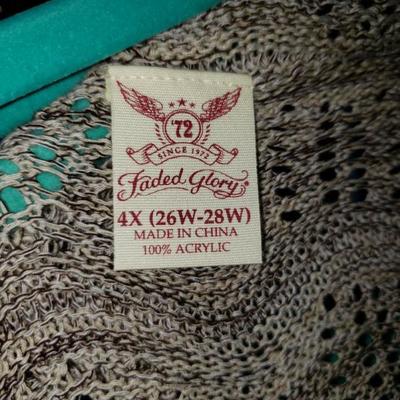 '72
SINCE 1972
Faded Glory
4X (26W-28W)
MADE IN CHINA
100% ACRYLIC